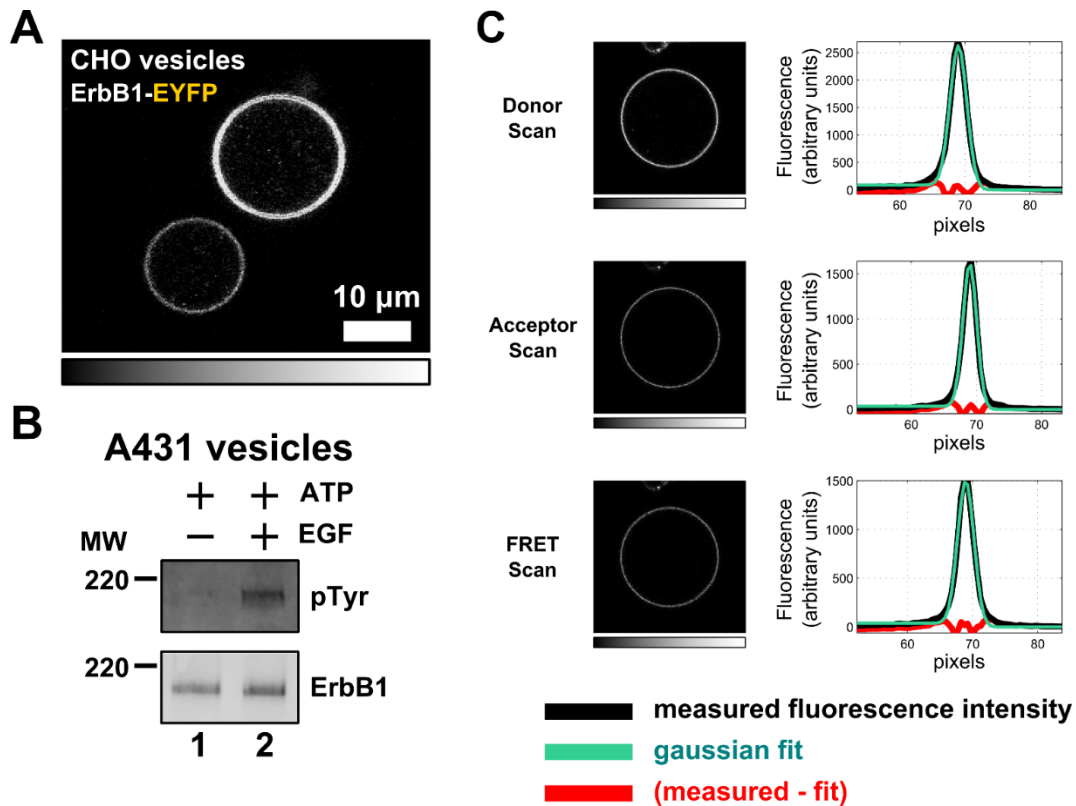 A
CHO vesicles
ErbB1-EYFP
10 µm
B
A431 vesicles
+ + ATP
MW − + EGF
220 pTyr
220 ErbB1
1 2
C
Donor
Scan
Fluorescence
(arbitrary units)
2500
2000
1500
1000
500
0
60 70 80
pixels
Acceptor
Scan
Fluorescence
(arbitrary units)
1500
1000
500
0
60 70 80
pixels
FRET
Scan
Fluorescence
(arbitrary units)
1500
1000
500
0
60 70 80
pixels
measured fluorescence intensity
gaussian fit
(measured - fit)